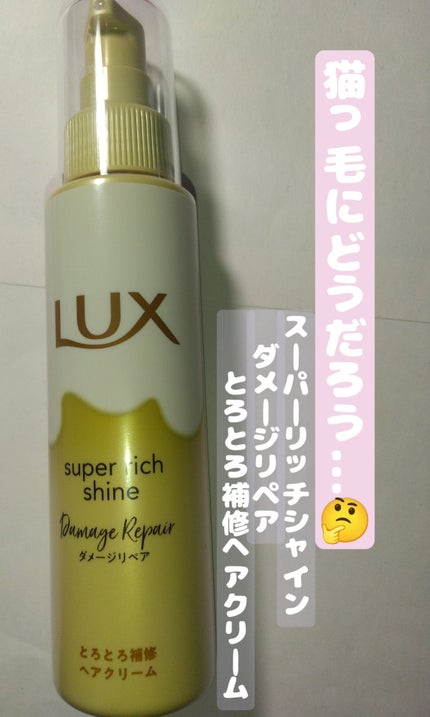 猫っ毛にどうだろう…🤔
スーパーリッチシャイン
ダメージリペア
とろとろ補修ヘアクリーム
LUX
super rich
shine
Damage Repair
ダメージリペア
とろとろ補修
ヘアクリーム